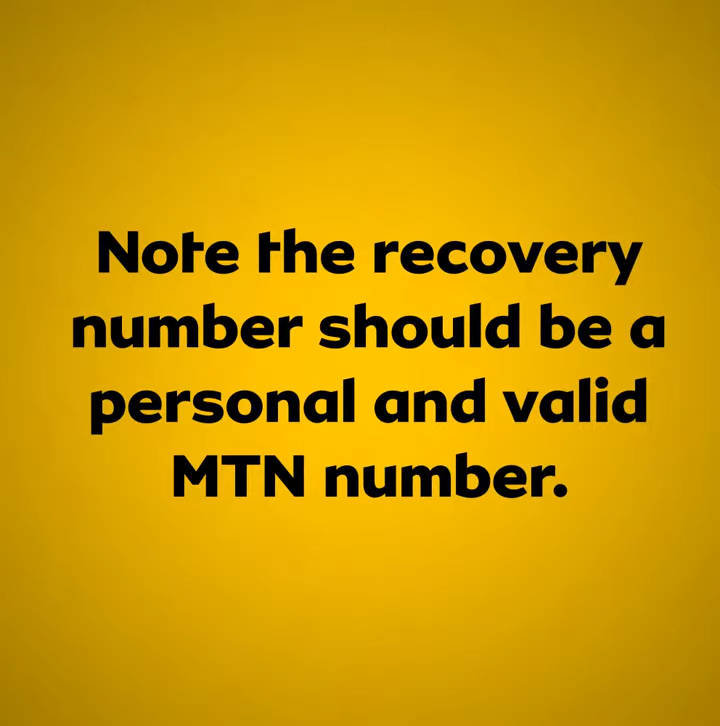 Note the recovery
number should be a
personal and valid
MTN number.